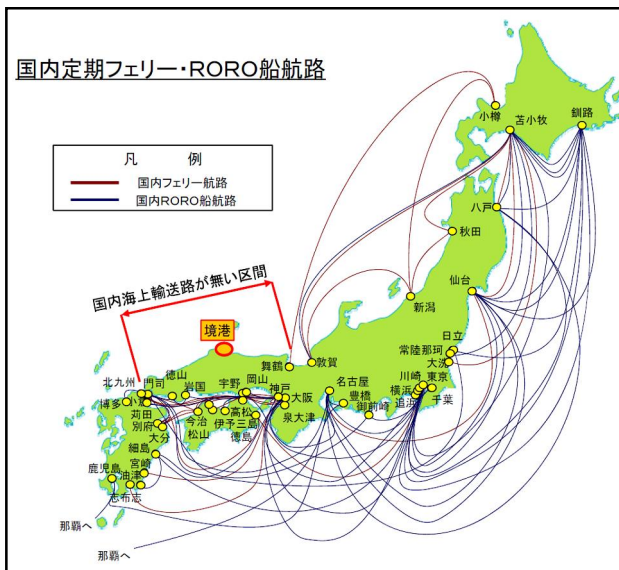 国内定期フェリー・RORO船航路
凡　例
国内フェリー航路
国内RORO船航路
国内海上輸送路が無い区間
境港
小樽
苫小牧
釧路
八戸
秋田
仙台
新潟
日立
常陸那珂
大洗
川崎
東京
横浜
千葉
追浜
舞鶴
敦賀
名古屋
豊橋
御前崎
北九州
門司
徳山
岩国
宇野
岡山
神戸
大阪
博多
苅田
別府
大分
今治
松山
高松
伊予三島
徳島
泉大津
細島
宮崎
鹿児島
油津
志布志
那覇へ
那覇へ